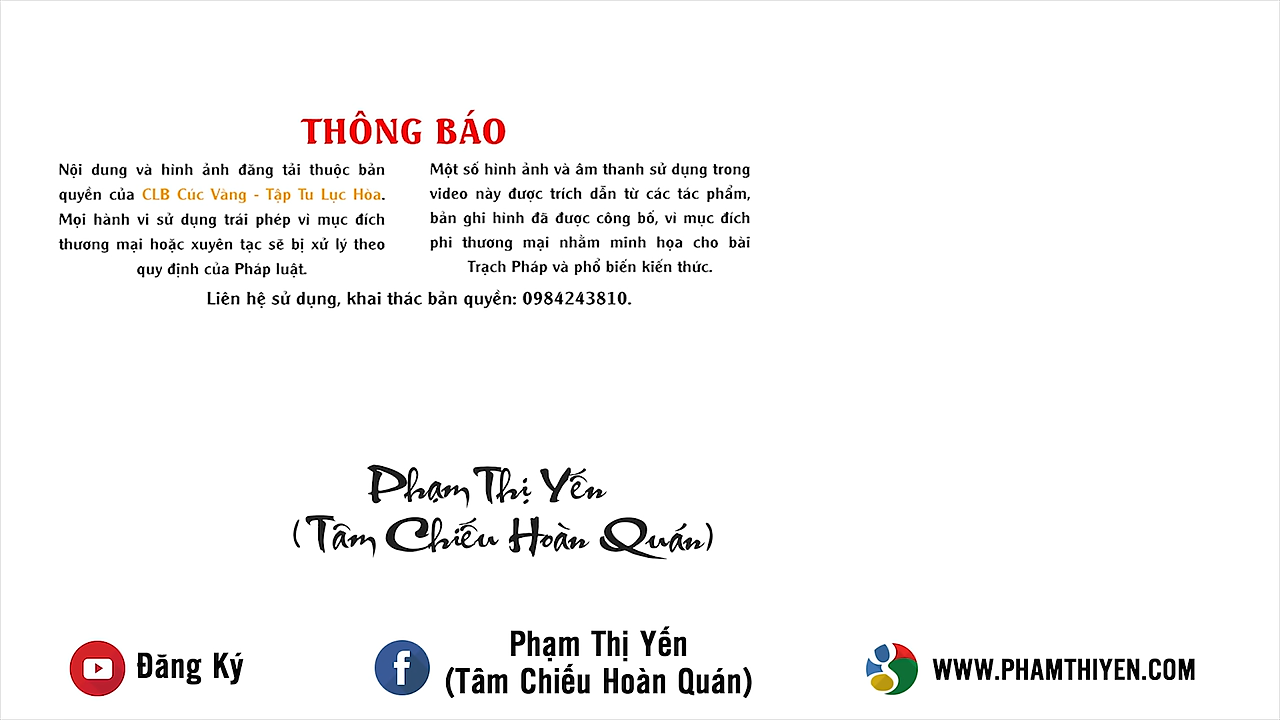 THÔNG BÁO
Nội dung và hình ảnh đăng tải thuộc bản
quyền của CLB Cúc Vàng - Tập Tu Lục Hòa.
Mọi hành vi sử dụng trái phép vì mục đích
thương mại hoặc xuyên tạc sẽ bị xử lý theo
quy định của Pháp luật.
Một số hình ảnh và âm thanh sử dụng trong
video này được trích dẫn từ các tác phẩm,
bản ghi hình đã được công bố, vì mục đích
phi thương mại nhằm minh họa cho bài
Trạch Pháp và phổ biến kiến thức.
Liên hệ sử dụng, khai thác bản quyền: 0984243810.
Phạm Thị Yến
(Tâm Chiếu Hoàn Quán)
Đăng Ký
Phạm Thị Yến
(Tâm Chiếu Hoàn Quán)
WWW.PHAMTHIYEN.COM